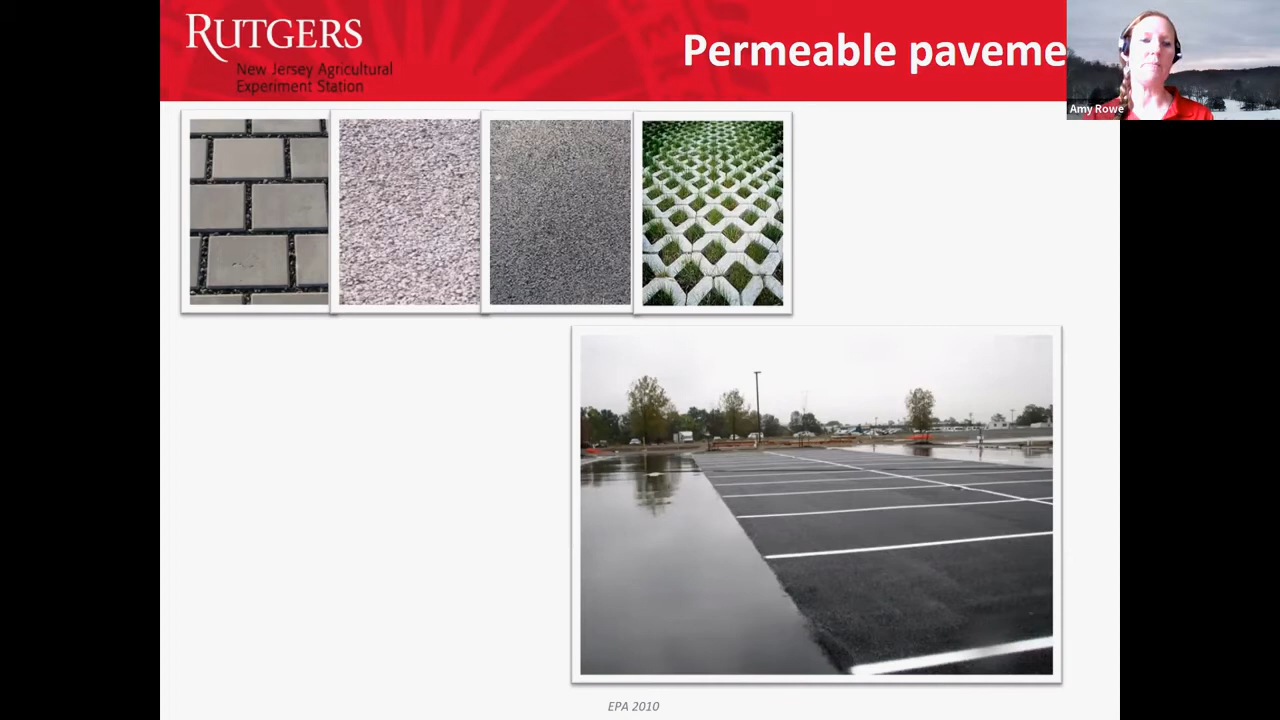 RUTGERS
New Jersey Agricultural
Experiment Station
Permeable paveme
Amy Rowe
EPA 2010